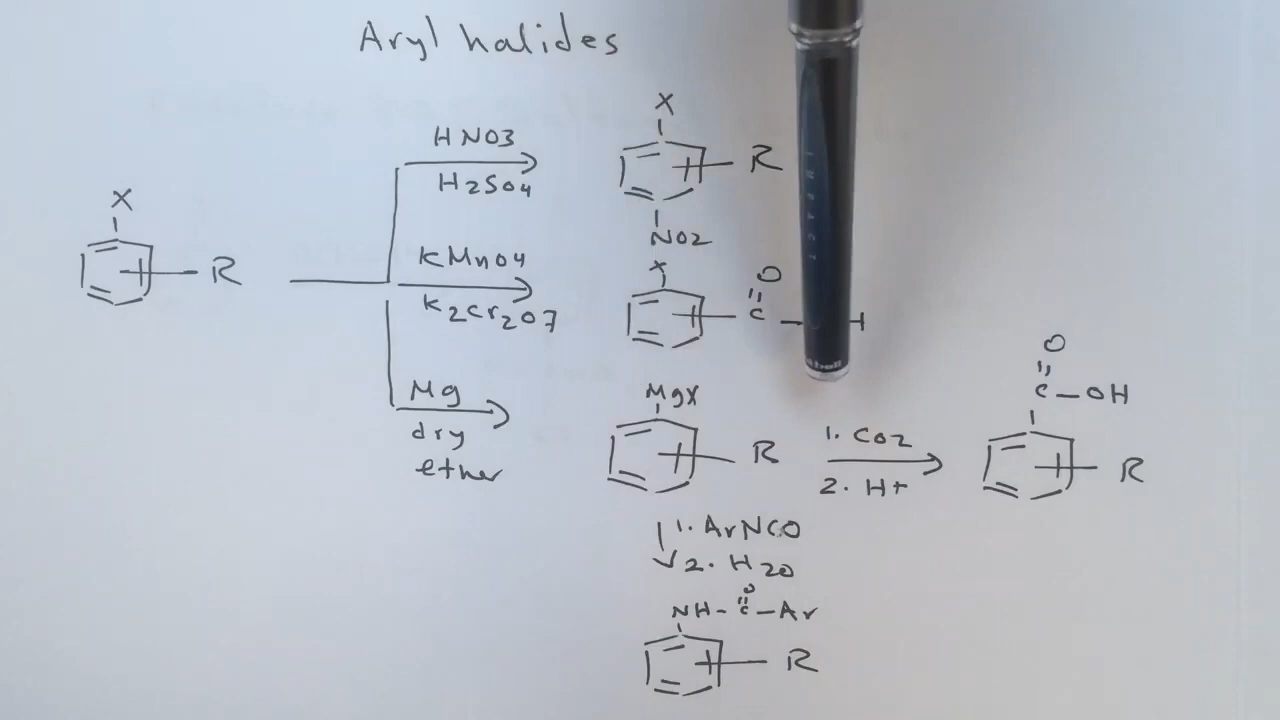 Aryl halides
X
R
HNO3
H2SO4
X
R
NO2
KMnO4
K2Cr2O7
X
O
C
Mg
dry
ether
MgX
R
1. CO2
2. H+
O
C-OH
R
1. ArNCO
2. H2O
O
NH-C-Ar
R
IMPACT